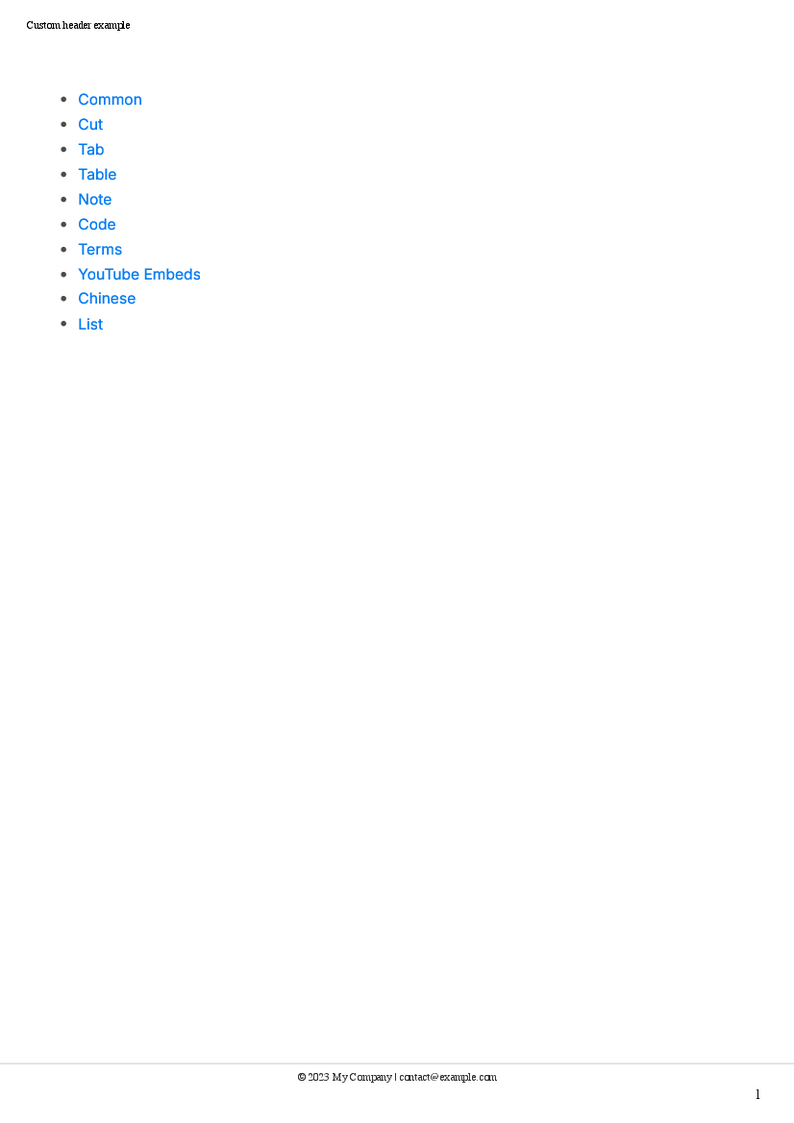 Custom header example
• Common
• Cut
• Tab
• Table
• Note
• Code
• Terms
• YouTube Embeds
• Chinese
• List
© 2023 My Company | contact@example.com
1